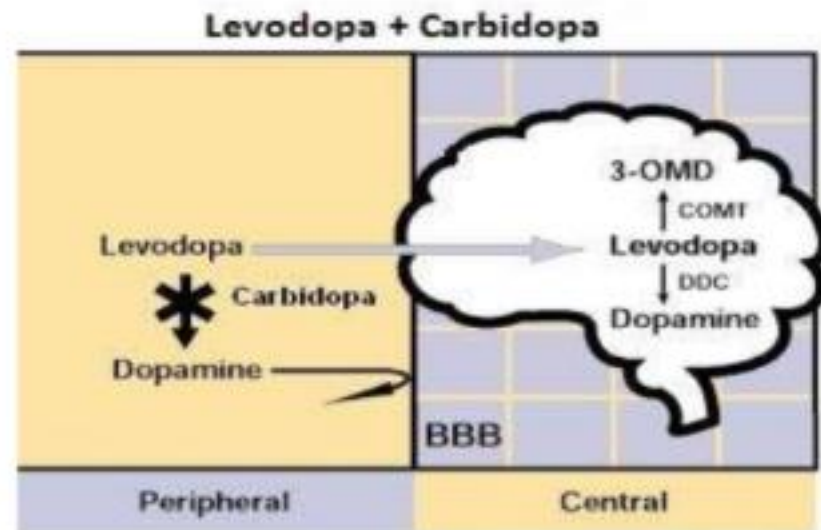 Levodopa + Carbidopa
3-OMD
COMT
Levodopa
Levodopa
DDC
Carbidopa
Dopamine
Dopamine
BBB
Peripheral
Central